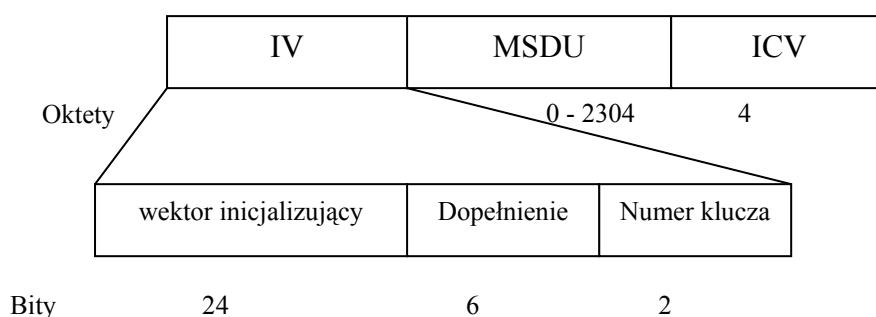 IV MSDU ICV
Oktety 0 - 2304 4
wektor inicjalizujący Dopełnienie Numer klucza
Bity 24 6 2